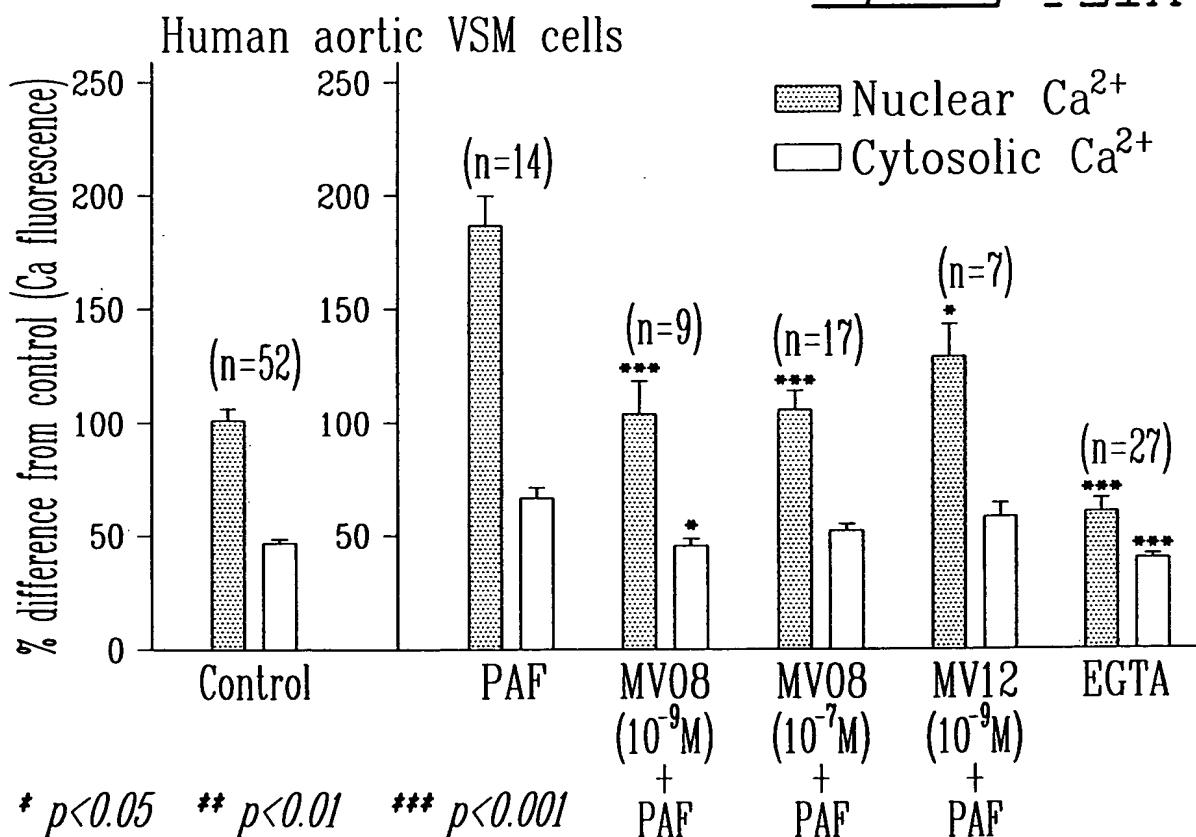 Human aortic VSM cells
% difference from control (Ca fluorescence)
250
200
150
100
50
0
250
200
150
100
50
Nuclear Ca²⁺
Cytosolic Ca²⁺
(n=52)
(n=14)
(n=9)
***
*
(n=17)
***
(n=7)
*
(n=27)
***
***
Control
PAF
MV08
(10⁻⁹M)
+
PAF
MV08
(10⁻⁷M)
+
PAF
MV12
(10⁻⁹M)
+
PAF
EGTA
* p<0.05 ** p<0.01 *** p<0.001